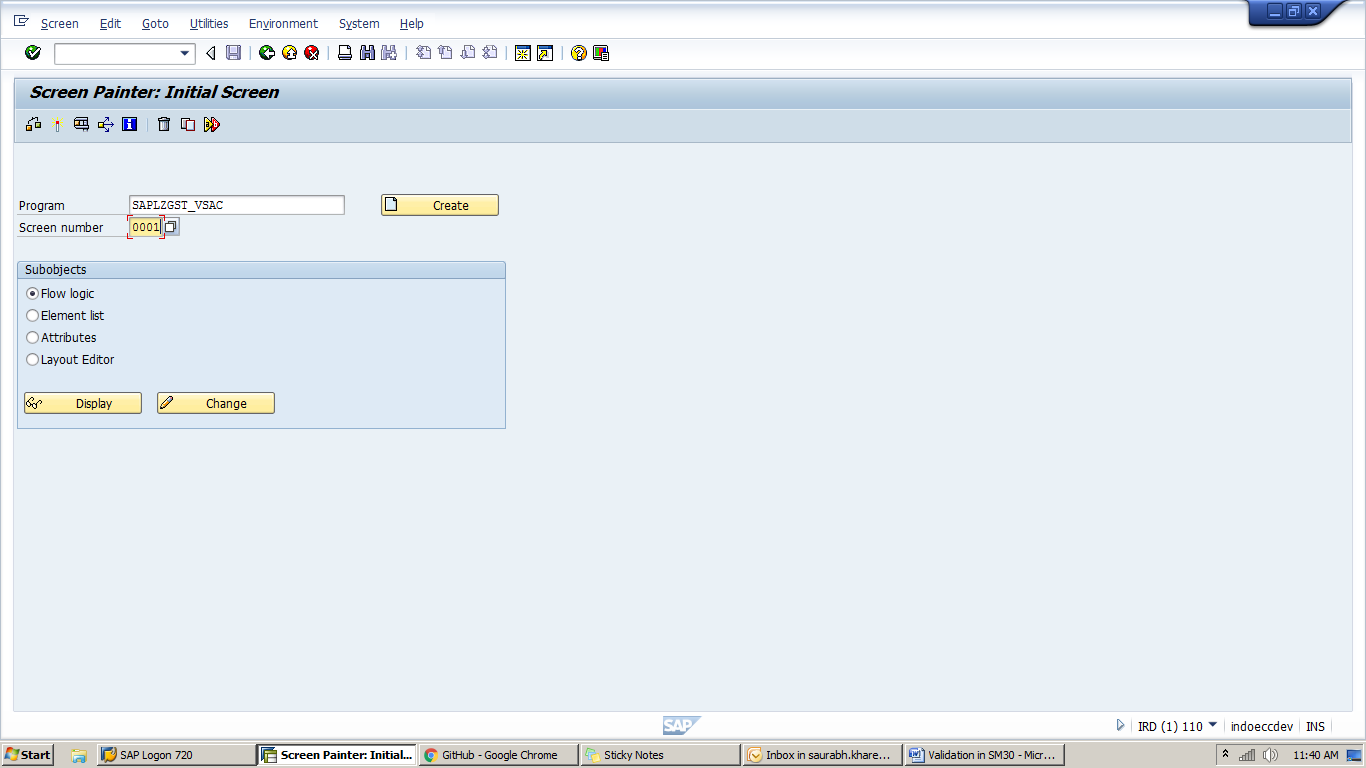 Screen Edit Goto Utilities Environment System Help
Screen Painter: Initial Screen
Program SAPLZGST_VSAC Create
Screen number 0001
Subobjects
Flow logic
Element list
Attributes
Layout Editor
Display Change
SAP
IRD (1) 110 indoeccdev INS
Start SAP Logon 720 Screen Painter: Initial... GitHub - Google Chrome Sticky Notes Inbox in saurabh.khare... Validation in SM30 - Micr... 11:40 AM